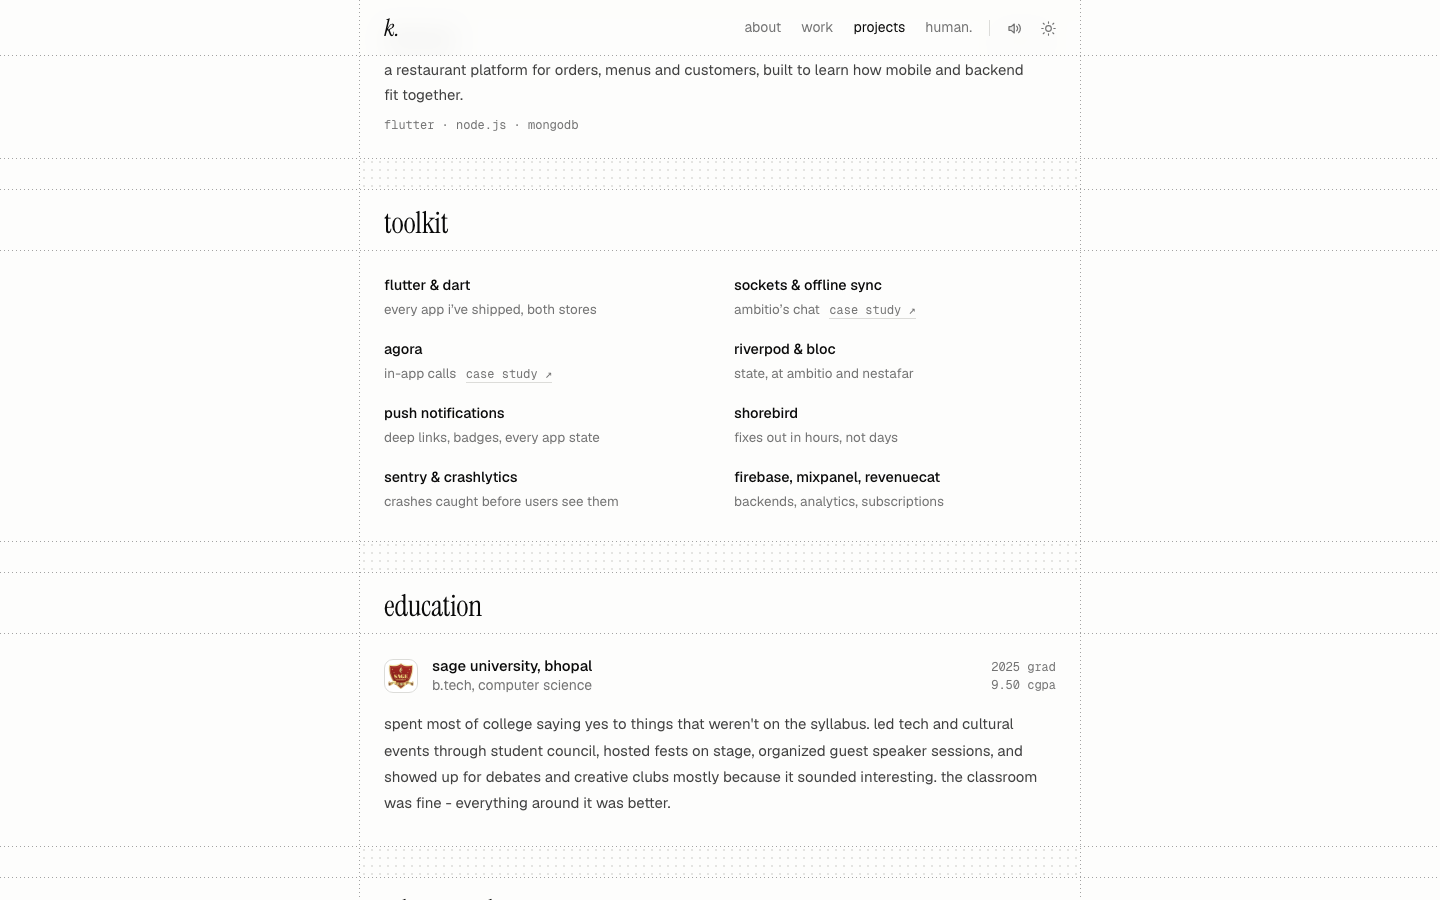 k.
about work projects human.
a restaurant platform for orders, menus and customers, built to learn how mobile and backend
fit together.
flutter · node.js · mongodb
toolkit
flutter & dart
every app i've shipped, both stores
sockets & offline sync
ambitio's chat case study ↗
agora
in-app calls case study ↗
riverpod & bloc
state, at ambitio and nestafar
push notifications
deep links, badges, every app state
shorebird
fixes out in hours, not days
sentry & crashlytics
crashes caught before users see them
firebase, mixpanel, revenuecat
backends, analytics, subscriptions
education
sage university, bhopal
2025 grad
b.tech, computer science
9.50 cgpa
spent most of college saying yes to things that weren't on the syllabus. led tech and cultural
events through student council, hosted fests on stage, organized guest speaker sessions, and
showed up for debates and creative clubs mostly because it sounded interesting. the classroom
was fine - everything around it was better.